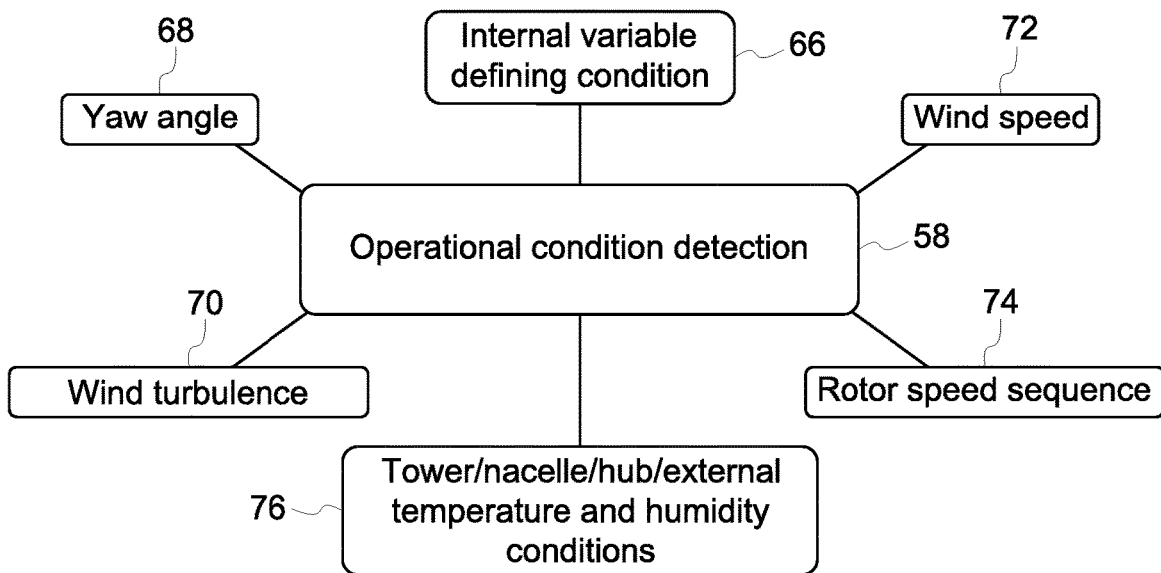 68
Internal variable
defining condition
66
72
Yaw angle
Wind speed
Operational condition detection
58
70
74
Wind turbulence
Rotor speed sequence
Tower/nacelle/hub/external
temperature and humidity
conditions
76